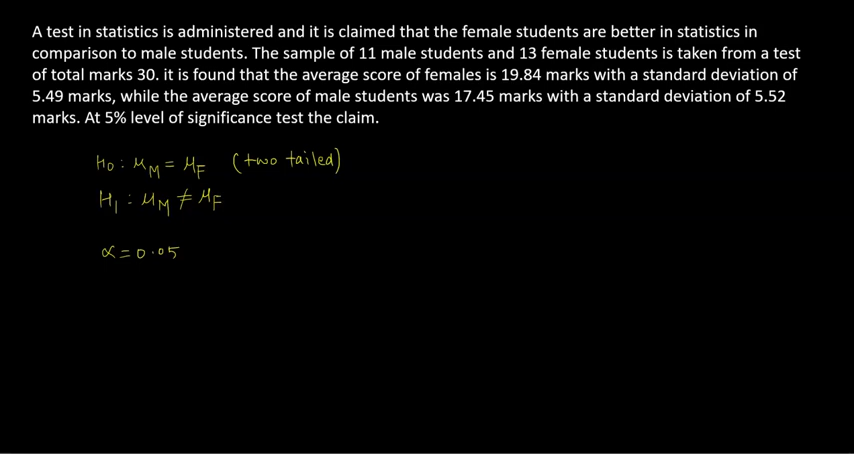 A test in statistics is administered and it is claimed that the female students are better in statistics in
comparison to male students. The sample of 11 male students and 13 female students is taken from a test
of total marks 30. it is found that the average score of females is 19.84 marks with a standard deviation of
5.49 marks, while the average score of male students was 17.45 marks with a standard deviation of 5.52
marks. At 5% level of significance test the claim.
H₀ : μ_M = μ_F (two tailed)
H₁ : μ_M ≠ μ_F
α = 0.05